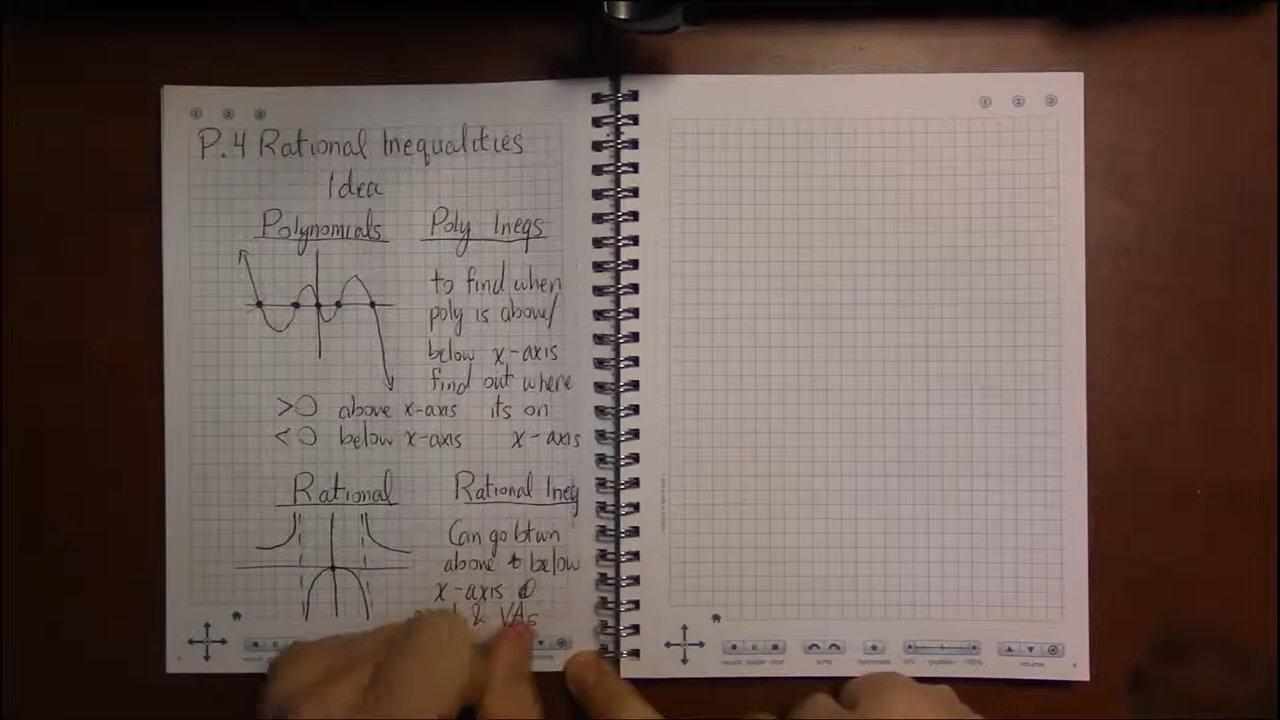 P.4 Rational Inequalities
Idea
Polynomials
Poly Ineqs
to find when
poly is above/
below x-axis
find out where
its on
x-axis
>0 above x-axis
<0 below x-axis
Rational
Rational Ineq
Can go btwn
above & below
x-axis @
& VAs